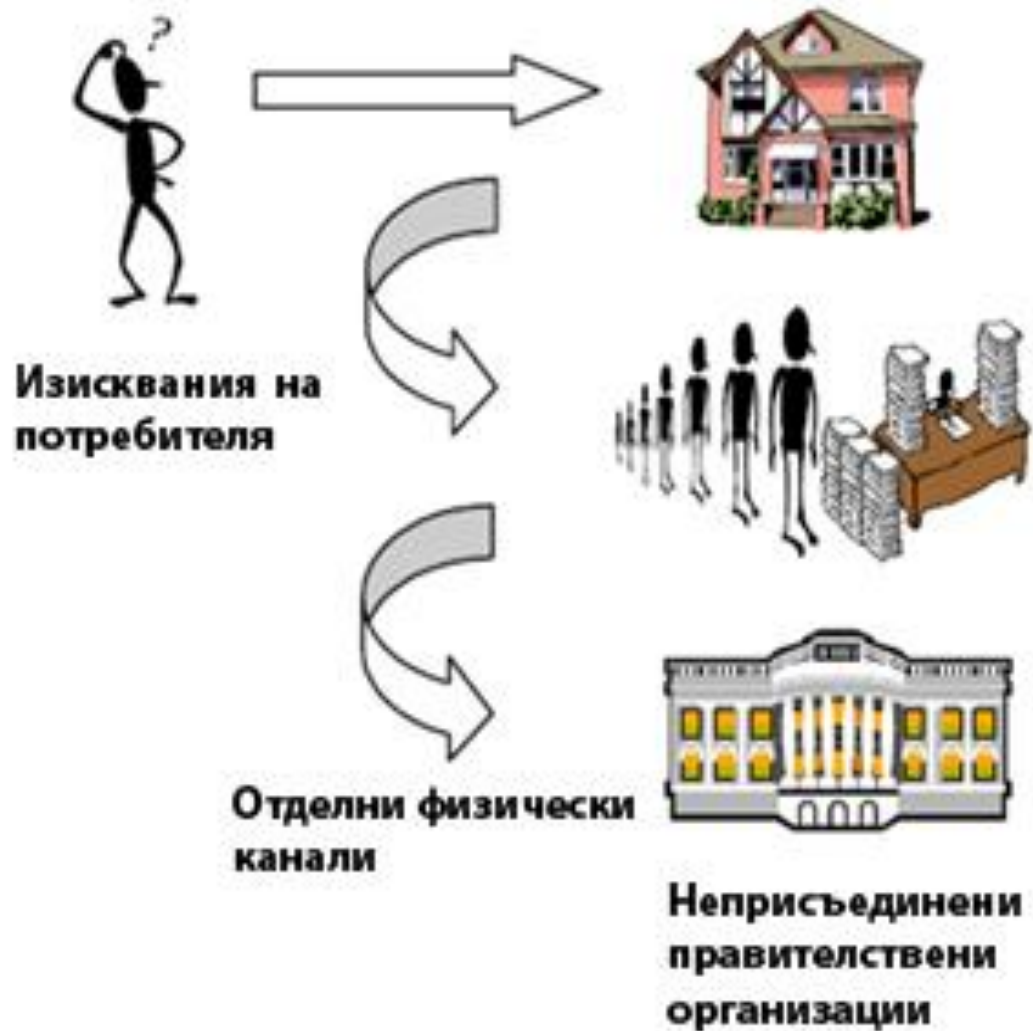 ?
Изисквания на
потребителя
Отделни физически
канали
Неприсъединени
правителствени
организации